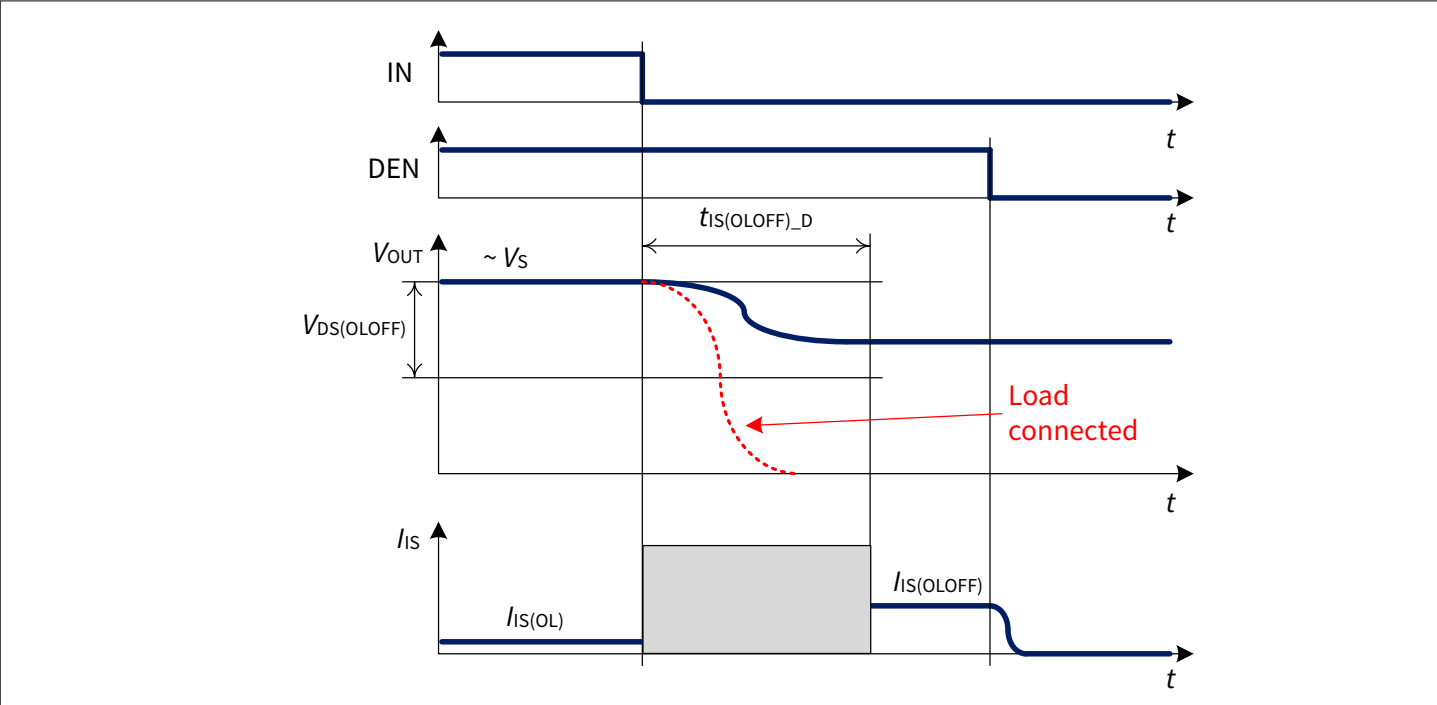 IN
t
DEN
t
tIS(OLOFF)_D
VOUT
~ VS
VDS(OLOFF)
Load
connected
t
IIS
IIS(OLOFF)
IIS(OL)
t